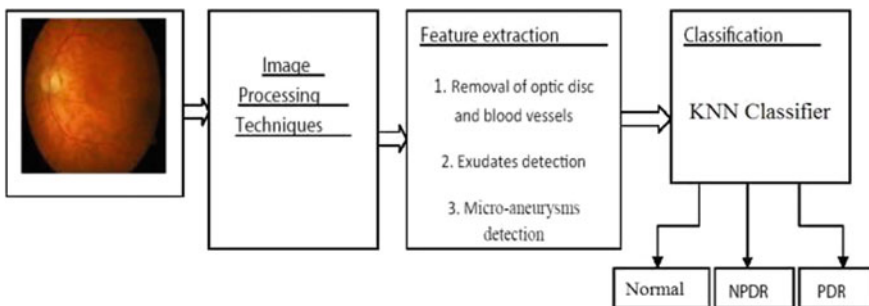 Image
Processing
Techniques
Feature extraction
1. Removal of optic disc
and blood vessels
2. Exudates detection
3. Micro-aneurysms
detection
Classification
KNN Classifier
Normal
NPDR
PDR